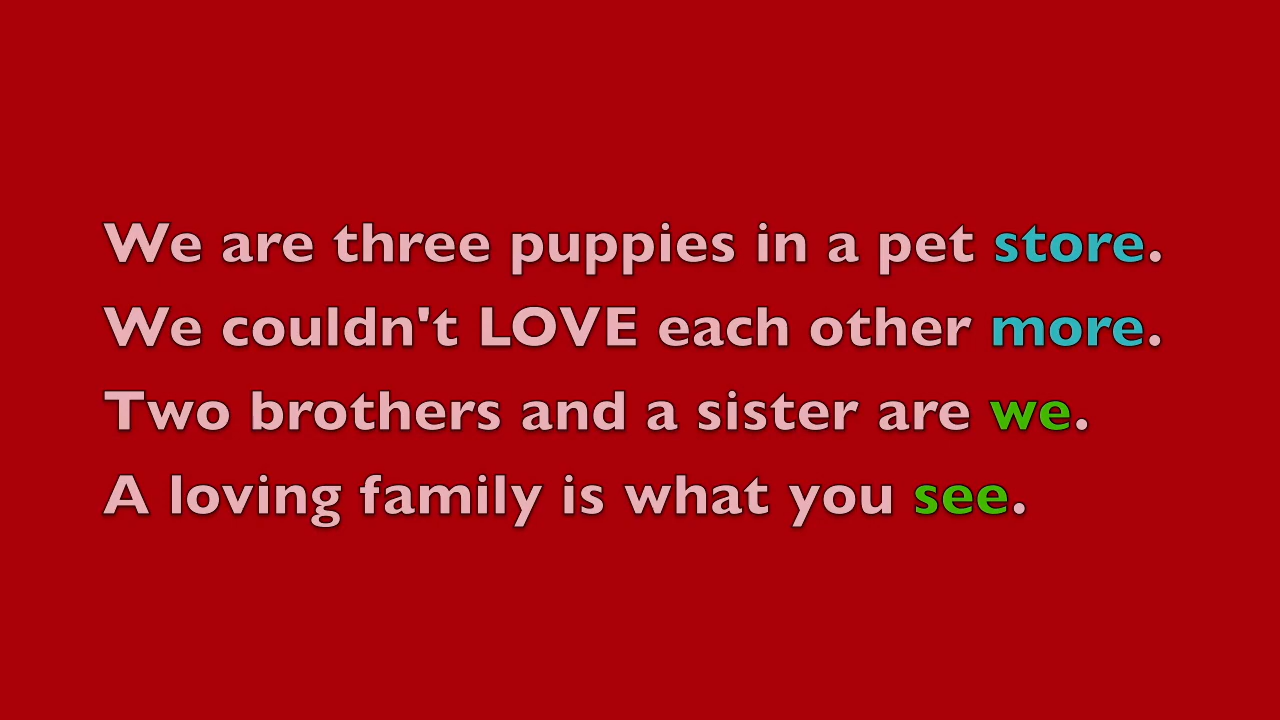 We are three puppies in a pet store.
We couldn't LOVE each other more.
Two brothers and a sister are we.
A loving family is what you see.